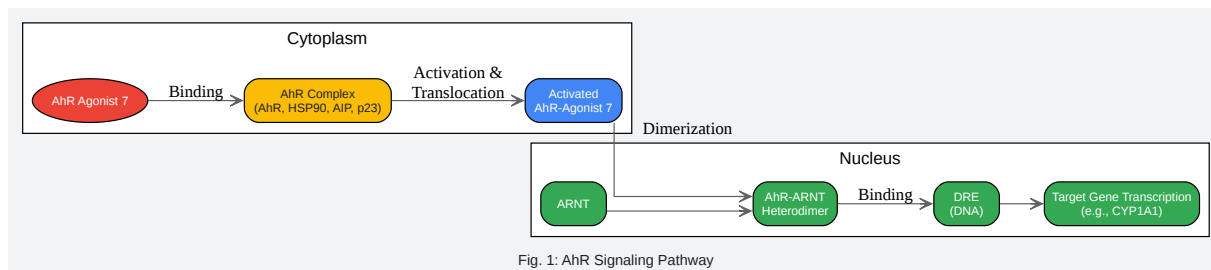 Cytoplasm
AhR Agonist 7
Binding
AhR Complex
(AhR, HSP90, AIP, p23)
Activation &
Translocation
Activated
AhR-Agonist 7
Dimerization
Nucleus
ARNT
AhR-ARNT
Heterodimer
Binding
DRE
(DNA)
Target Gene Transcription
(e.g., CYP1A1)
Fig. 1: AhR Signaling Pathway